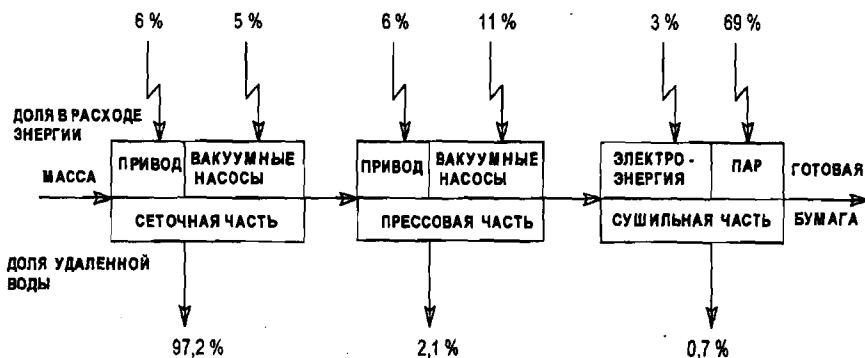 6 % 5 % 6 % 11 % 3 % 69 %
ДОЛЯ В РАСХОДЕ
ЭНЕРГИИ
МАССА
ПРИВОД
ВАКУУМНЫЕ
НАСОСЫ
СЕТОЧНАЯ ЧАСТЬ
ПРИВОД
ВАКУУМНЫЕ
НАСОСЫ
ПРЕССОВАЯ ЧАСТЬ
ЭЛЕКТРО-
ЭНЕРГИЯ
ПАР
СУШИЛЬНАЯ ЧАСТЬ
ГОТОВАЯ
БУМАГА
ДОЛЯ УДАЛЕННОЙ
ВОДЫ
97,2 % 2,1 % 0,7 %